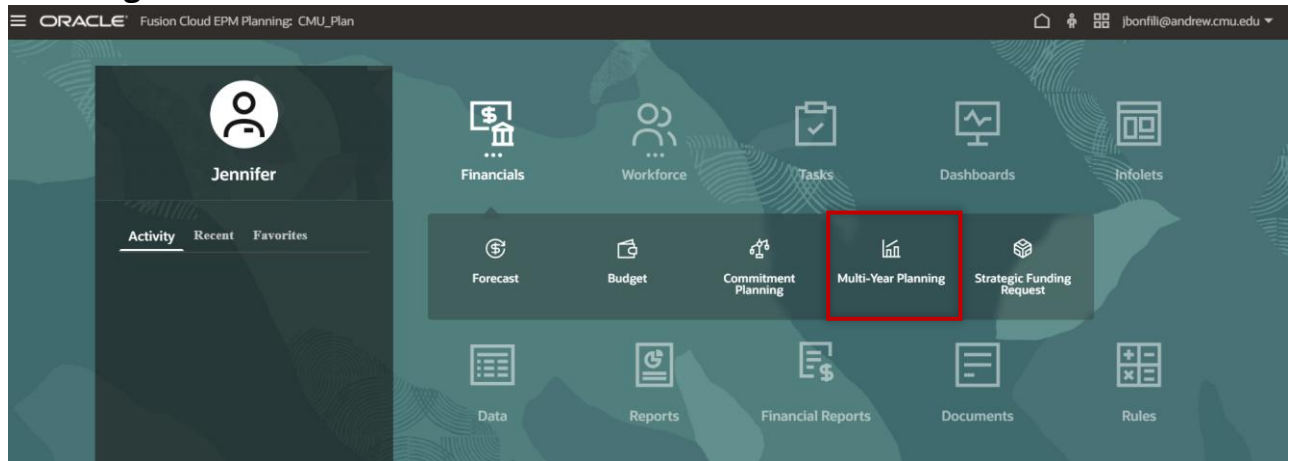 ORACLE Fusion Cloud EPM Planning: CMU_Plan
jbonfili@andrew.cmu.edu
Jennifer
Activity Recent Favorites
Financials
Workforce
Tasks
Dashboards
Infolets
Forecast
Budget
Commitment
Planning
Multi-Year Planning
Strategic Funding
Request
Data
Reports
Financial Reports
Documents
Rules